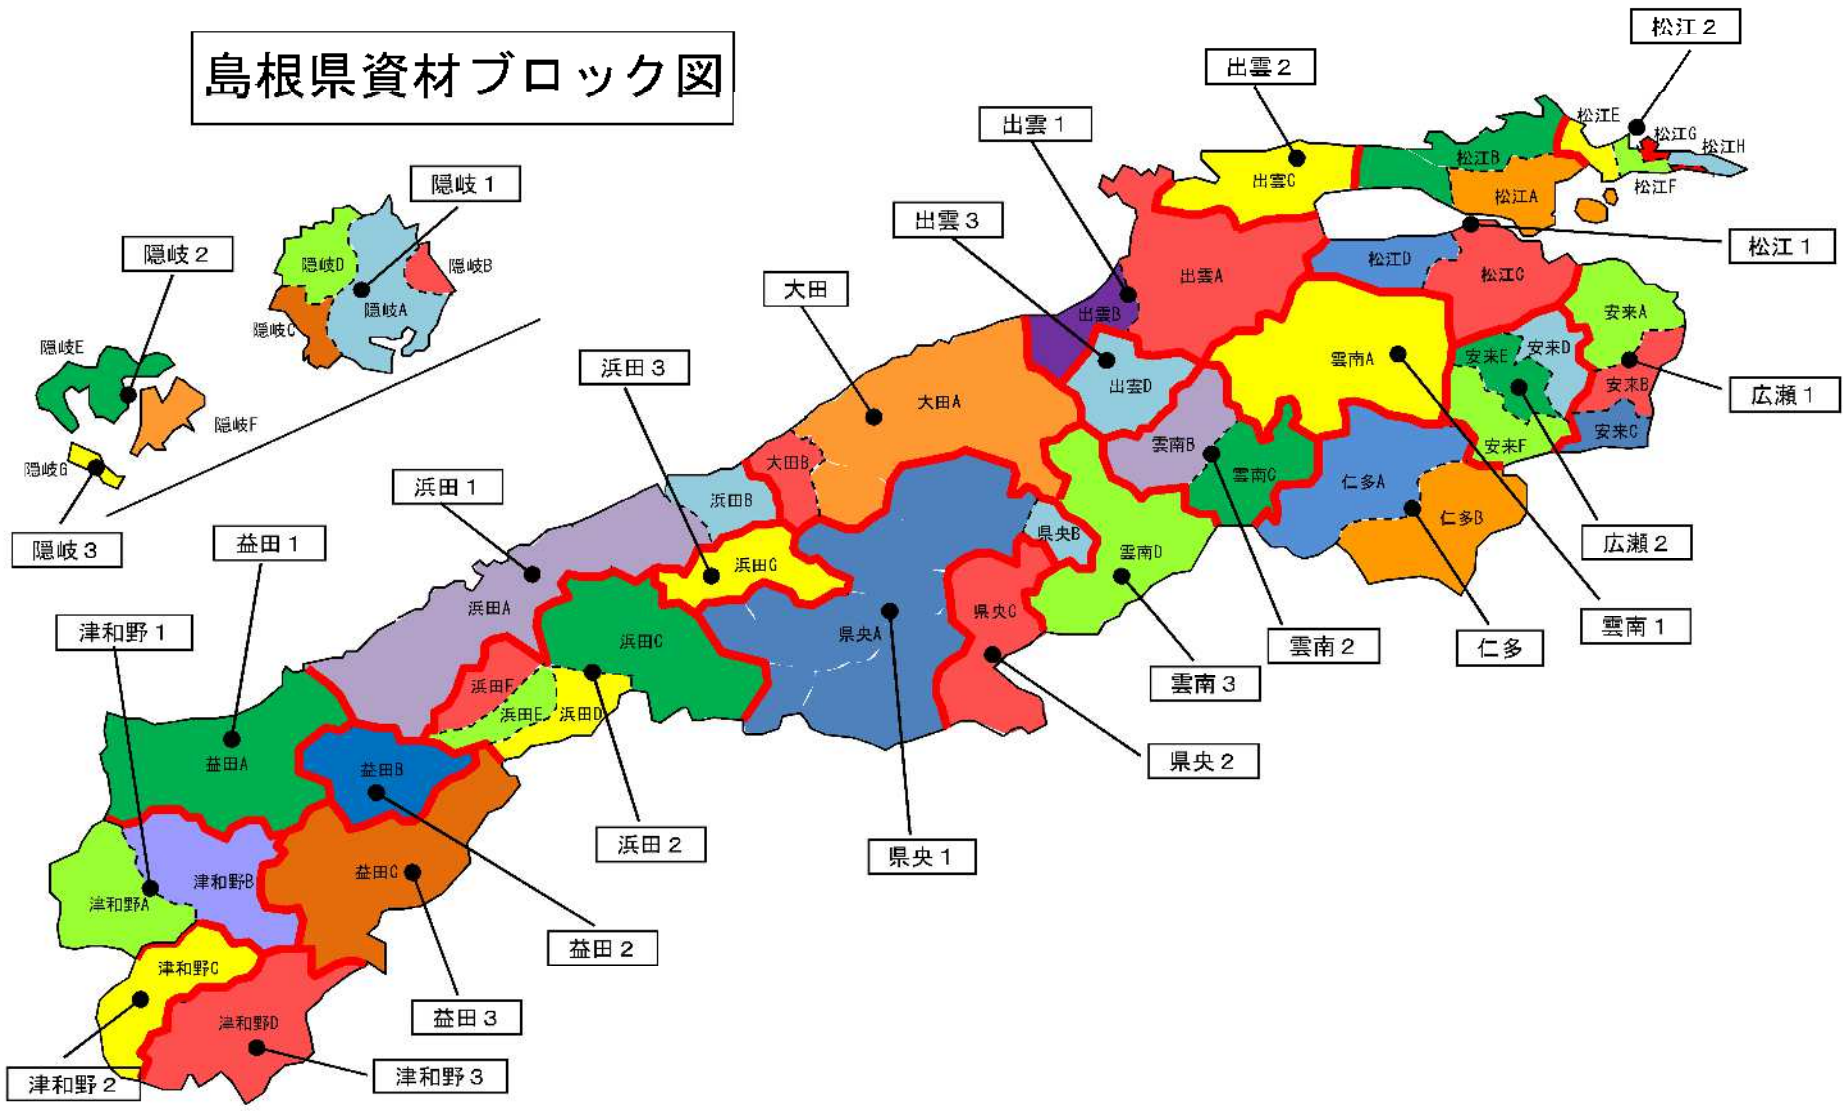 島根県資材ブロック図
松江２
出雲２
出雲１
松江E
松江G
松江H
松江B
松江F
松江A
出雲C
隠岐１
出雲３
松江１
隠岐２
隠岐D
隠岐B
松江D
松江C
出雲A
大田
隠岐A
出雲B
安来A
隠岐C
隠岐E
安来D
安来E
雲南A
浜田３
出雲D
安来B
広瀬１
大田A
隠岐F
安来C
雲南B
安来F
大田B
隠岐G
雲南C
仁多A
浜田１
浜田B
仁多B
県央B
広瀬２
隠岐３
益田１
雲南D
浜田G
浜田A
県央C
雲南１
津和野１
浜田C
県央A
雲南２
仁多
浜田F
雲南３
浜田E
浜田D
益田A
益田B
県央２
浜田２
県央１
益田C
津和野B
津和野A
益田２
津和野C
益田３
津和野D
津和野２
津和野３